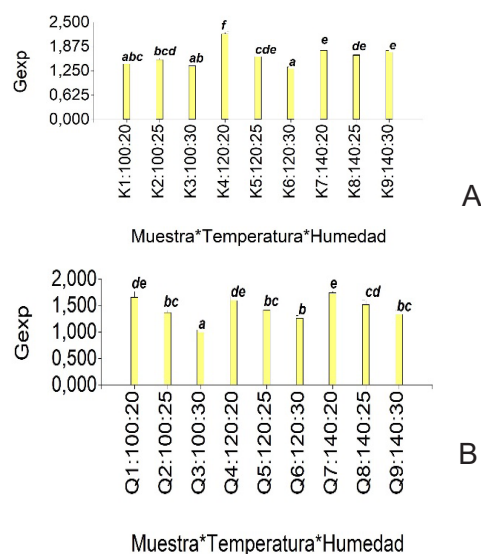 2,500
1,875
1,250
0,625
0,000
Gexp
abc bcd ab f cde a e de e
K1:100:20
K2:100:25
K3:100:30
K4:120:20
K5:120:25
K6:120:30
K7:140:20
K8:140:25
K9:140:30
Muestra*Temperatura*Humedad
A
2,000
1,500
1,000
0,500
0,000
Gexp
de bc a de bc b e cd bc
Q1:100:20
Q2:100:25
Q3:100:30
Q4:120:20
Q5:120:25
Q6:120:30
Q7:140:20
Q8:140:25
Q9:140:30
Muestra*Temperatura*Humedad
B